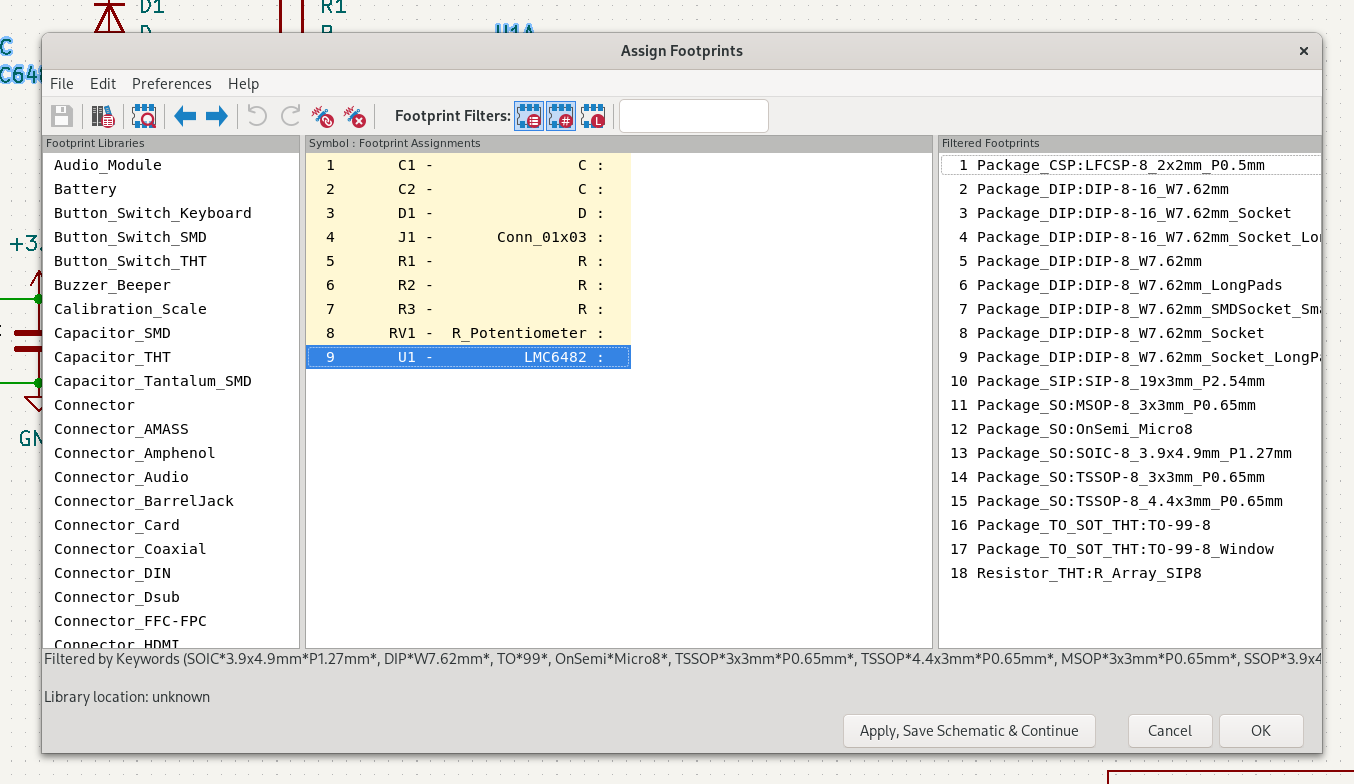 D1
R1
D
R
U1A
C
C648
Assign Footprints
File Edit Preferences Help
Footprint Filters:
Footprint Libraries
Audio_Module
Battery
Button_Switch_Keyboard
Button_Switch_SMD
Button_Switch_THT
Buzzer_Beeper
Calibration_Scale
Capacitor_SMD
Capacitor_THT
Capacitor_Tantalum_SMD
Connector
Connector_AMASS
Connector_Amphenol
Connector_Audio
Connector_BarrelJack
Connector_Card
Connector_Coaxial
Connector_DIN
Connector_Dsub
Connector_FFC-FPC
Connector_HDMI
Symbol : Footprint Assignments
1 C1 - C :
2 C2 - C :
3 D1 - D :
4 J1 - Conn_01x03 :
5 R1 - R :
6 R2 - R :
7 R3 - R :
8 RV1 - R_Potentiometer :
9 U1 - LMC6482 :
Filtered Footprints
1 Package_CSP:LFCSP-8_2x2mm_P0.5mm
2 Package_DIP:DIP-8-16_W7.62mm
3 Package_DIP:DIP-8-16_W7.62mm_Socket
4 Package_DIP:DIP-8-16_W7.62mm_Socket_Lon
5 Package_DIP:DIP-8_W7.62mm
6 Package_DIP:DIP-8_W7.62mm_LongPads
7 Package_DIP:DIP-8_W7.62mm_SMDSocket_Sma
8 Package_DIP:DIP-8_W7.62mm_Socket
9 Package_DIP:DIP-8_W7.62mm_Socket_LongPa
10 Package_SIP:SIP-8_19x3mm_P2.54mm
11 Package_SO:MSOP-8_3x3mm_P0.65mm
12 Package_SO:OnSemi_Micro8
13 Package_SO:SOIC-8_3.9x4.9mm_P1.27mm
14 Package_SO:TSSOP-8_3x3mm_P0.65mm
15 Package_SO:TSSOP-8_4.4x3mm_P0.65mm
16 Package_TO_SOT_THT:TO-99-8
17 Package_TO_SOT_THT:TO-99-8_Window
18 Resistor_THT:R_Array_SIP8
+3.
GN
Filtered by Keywords (SOIC*3.9x4.9mm*P1.27mm*, DIP*W7.62mm*, TO*99*, OnSemi*Micro8*, TSSOP*3x3mm*P0.65mm*, TSSOP*4.4x3mm*P0.65mm*, MSOP*3x3mm*P0.65mm*, SSOP*3.9x4
Library location: unknown
Apply, Save Schematic & Continue
Cancel
OK